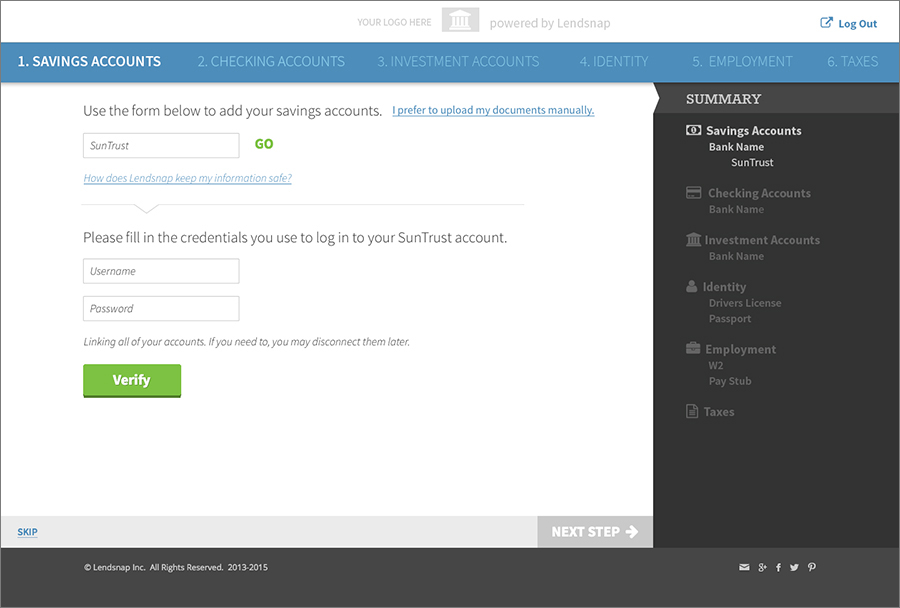 YOUR LOGO HERE powered by Lendsnap
Log Out
1. SAVINGS ACCOUNTS 2. CHECKING ACCOUNTS 3. INVESTMENT ACCOUNTS 4. IDENTITY 5. EMPLOYMENT 6. TAXES
Use the form below to add your savings accounts. I prefer to upload my documents manually.
SunTrust GO
How does Lendsnap keep my information safe?
Please fill in the credentials you use to log in to your SunTrust account.
Username
Password
Linking all of your accounts. If you need to, you may disconnect them later.
Verify
SKIP
NEXT STEP
SUMMARY
Savings Accounts
Bank Name
SunTrust
Checking Accounts
Bank Name
Investment Accounts
Bank Name
Identity
Drivers License
Passport
Employment
W2
Pay Stub
Taxes
© Lendsnap Inc. All Rights Reserved. 2013-2015